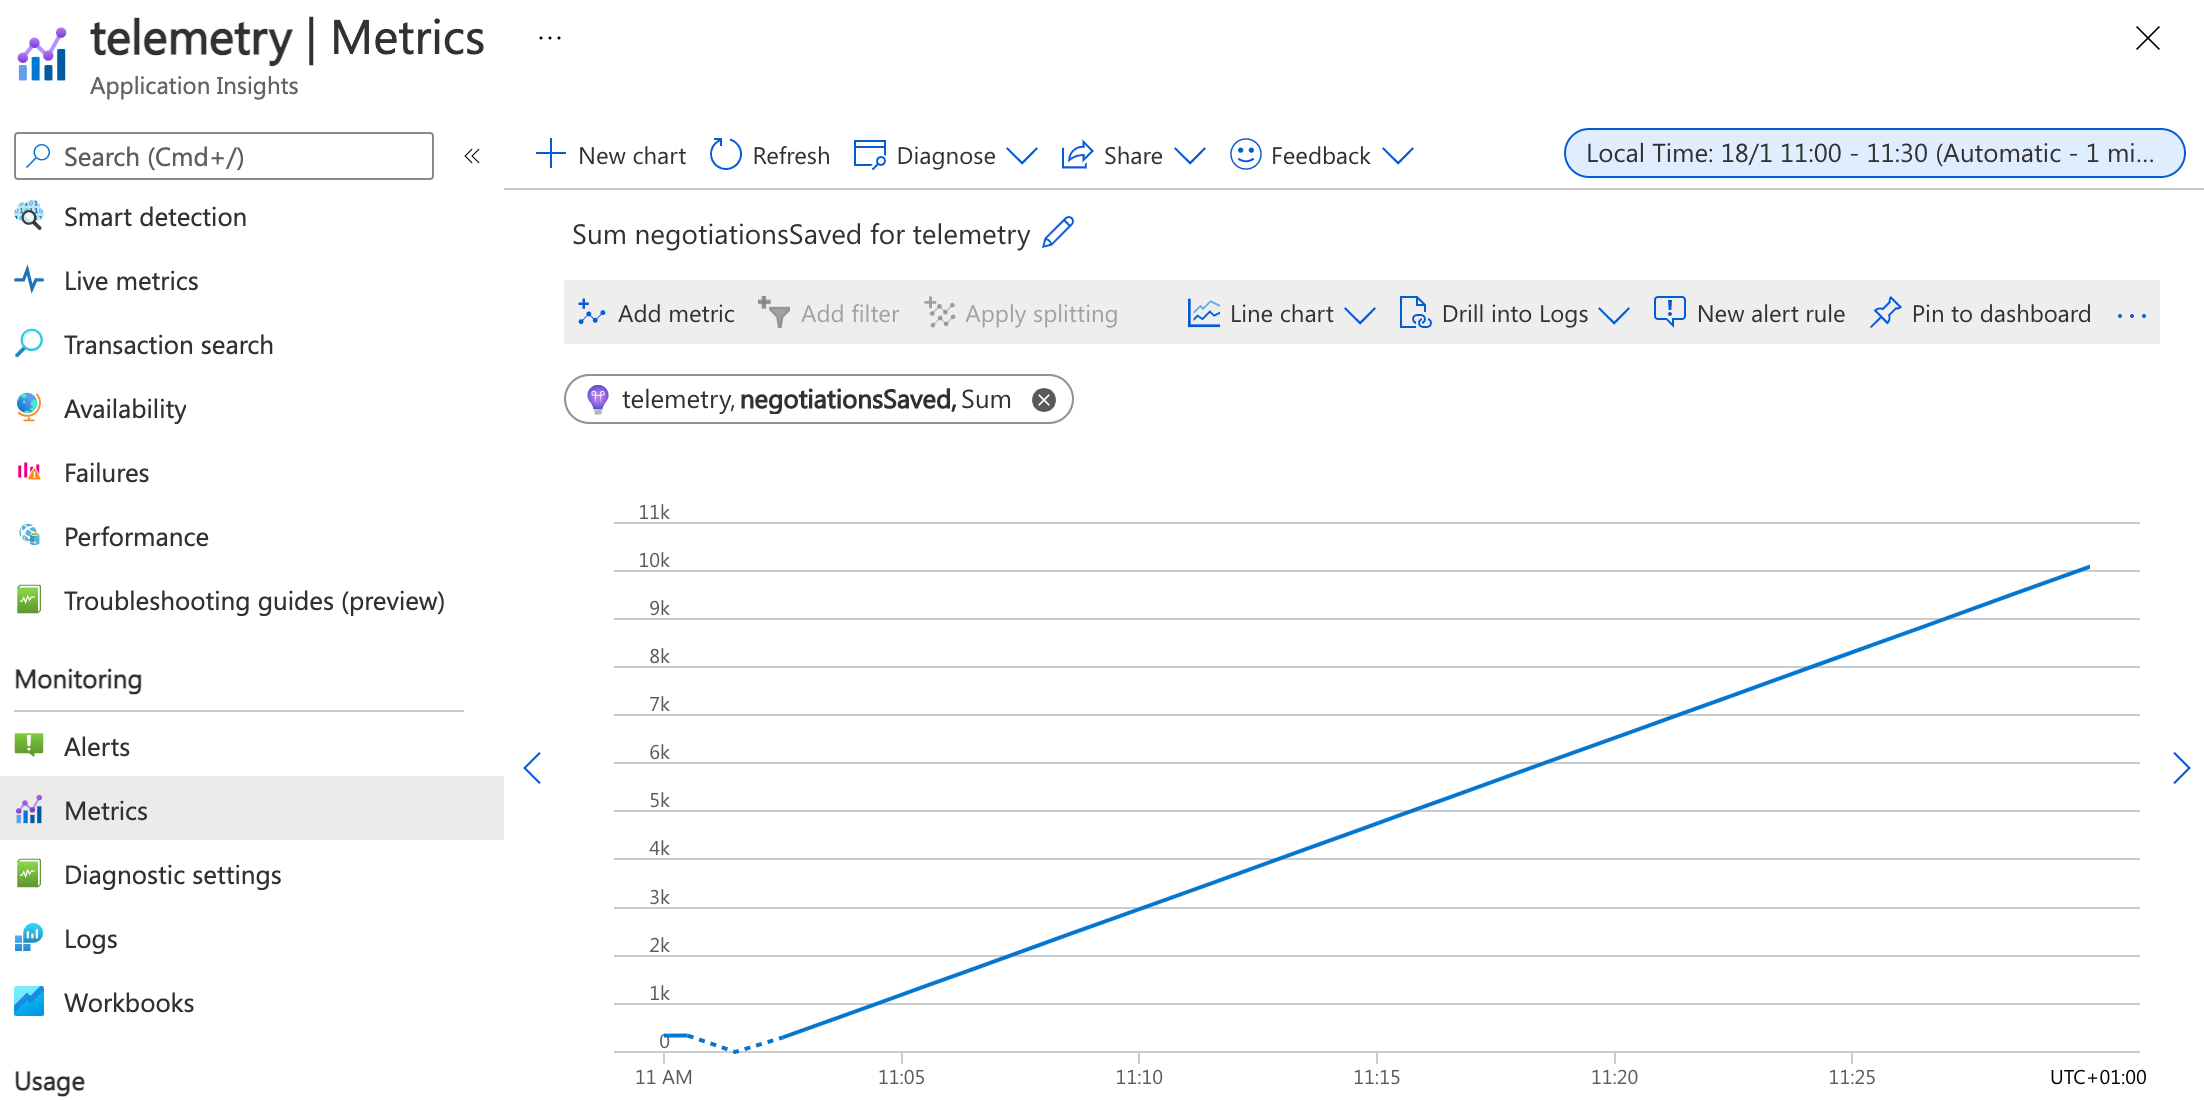 telemetry | Metrics ...
Application Insights
Search (Cmd+/)
«
Smart detection
Live metrics
Transaction search
Availability
Failures
Performance
Troubleshooting guides (preview)
Monitoring
Alerts
Metrics
Diagnostic settings
Logs
Workbooks
Usage
New chart Refresh Diagnose Share Feedback Local Time: 18/1 11:00 - 11:30 (Automatic - 1 mi...
Sum negotiationsSaved for telemetry
Add metric Add filter Apply splitting Line chart Drill into Logs New alert rule Pin to dashboard ...
telemetry, negotiationsSaved, Sum
11k
10k
9k
8k
7k
6k
5k
4k
3k
2k
1k
0
11 AM 11:05 11:10 11:15 11:20 11:25 UTC+01:00